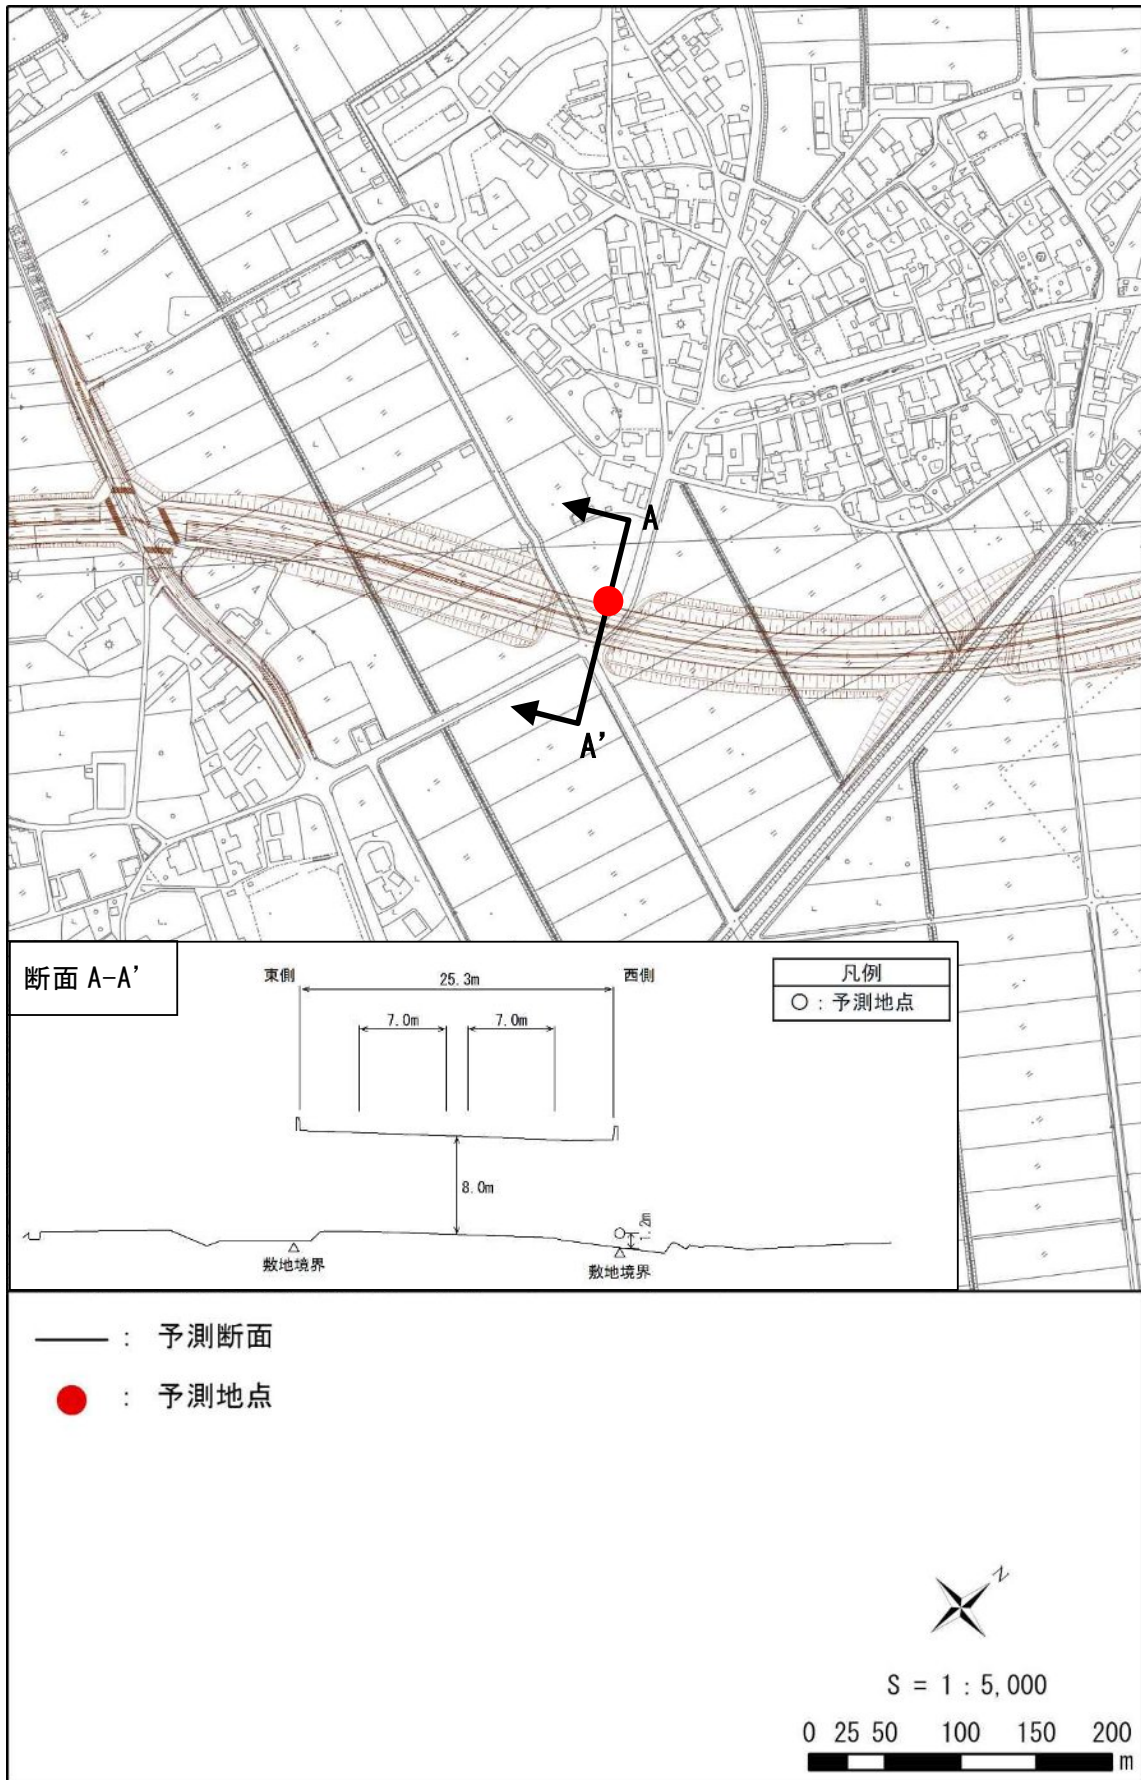 A
A'
断面 A-A'
東側
25.3m
西側
7.0m
7.0m
8.0m
1.2m
敷地境界
敷地境界
凡例
○：予測地点
： 予測断面
： 予測地点
N
S = 1 : 5,000
0 25 50 100 150 200
m